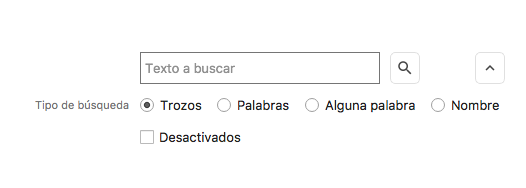 Texto a buscar
Tipo de búsqueda Trozos Palabras Alguna palabra Nombre
Desactivados